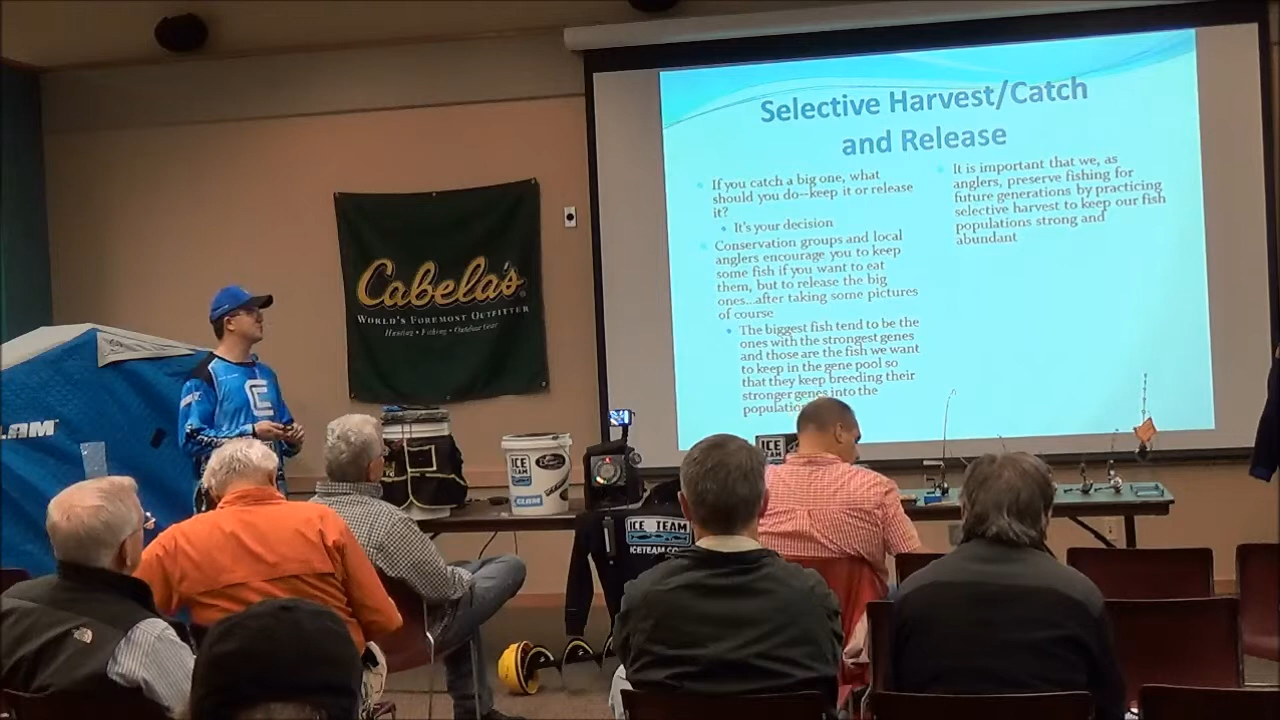 Selective Harvest/Catch
and Release
If you catch a big one, what
should you do--keep it or release
it?
It's your decision
Conservation groups and local
anglers encourage you to keep
some fish if you want to eat
them, but to release the big
ones...after taking some pictures
of course
The biggest fish tend to be the
ones with the strongest genes
and those are the fish we want
to keep in the gene pool so
that they keep breeding their
stronger genes into the
It is important that we, as
anglers, preserve fishing for
future generations by practicing
selective harvest to keep our fish
populations strong and
abundant
Cabela's
WORLD'S FOREMOST OUTFITTER
Hunting • Fishing • Outdoor Gear
C
ICE
TEAM
CLAM
ICE
ICE TEAM